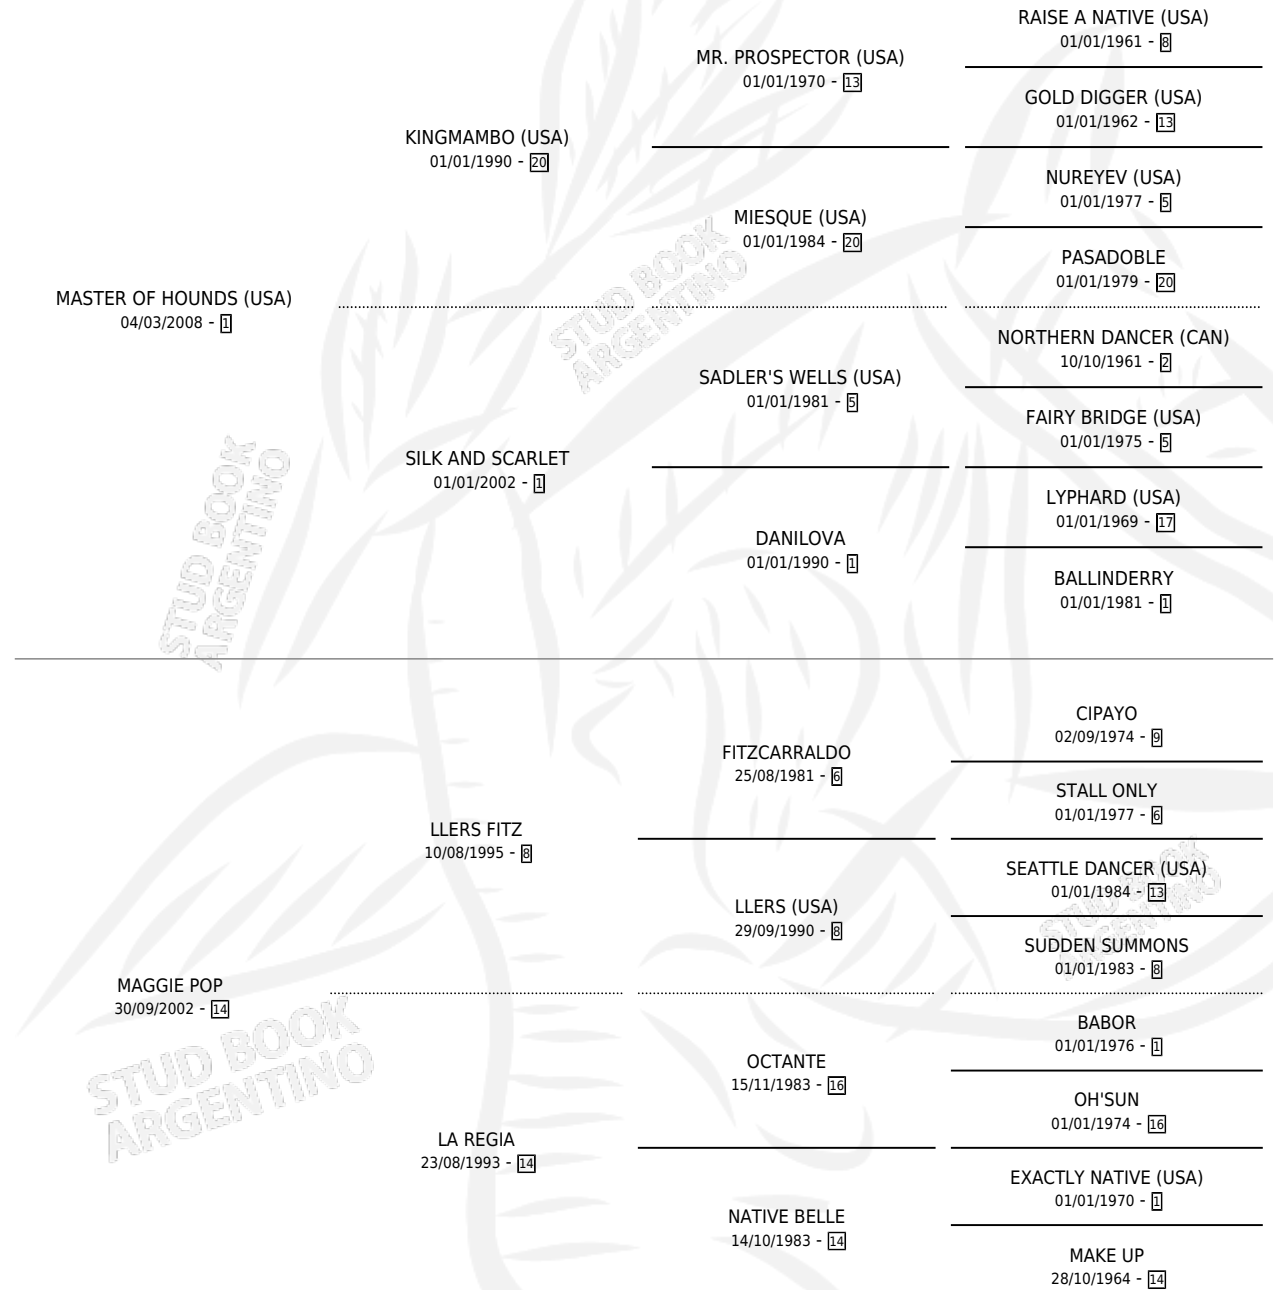 RAISE A NATIVE (USA)
01/01/1961 - 8
MR. PROSPECTOR (USA)
01/01/1970 - 13
GOLD DIGGER (USA)
01/01/1962 - 13
KINGMAMBO (USA)
01/01/1990 - 20
NUREYEV (USA)
01/01/1977 - 5
MIESQUE (USA)
01/01/1984 - 20
PASADOBLE
01/01/1979 - 20
MASTER OF HOUNDS (USA)
04/03/2008 - 1
NORTHERN DANCER (CAN)
10/10/1961 - 2
SADLER'S WELLS (USA)
01/01/1981 - 5
FAIRY BRIDGE (USA)
01/01/1975 - 5
SILK AND SCARLET
01/01/2002 - 1
LYPHARD (USA)
01/01/1969 - 17
DANILOVA
01/01/1990 - 1
BALLINDERRY
01/01/1981 - 1
CIPAYO
02/09/1974 - 9
FITZCARRALDO
25/08/1981 - 6
STALL ONLY
01/01/1977 - 6
LLERS FITZ
10/08/1995 - 8
SEATTLE DANCER (USA)
01/01/1984 - 13
LLERS (USA)
29/09/1990 - 8
SUDDEN SUMMONS
01/01/1983 - 8
MAGGIE POP
30/09/2002 - 14
BABOR
01/01/1976 - 1
OCTANTE
15/11/1983 - 16
OH'SUN
01/01/1974 - 16
LA REGIA
23/08/1993 - 14
EXACTLY NATIVE (USA)
01/01/1970 - 1
NATIVE BELLE
14/10/1983 - 14
MAKE UP
28/10/1964 - 14
STUD BOOK
ARGENTINO
STUD BOOK
ARGENTINO
STUD BOOK
ARGENTINO
STUD BOOK
ARGENTINO